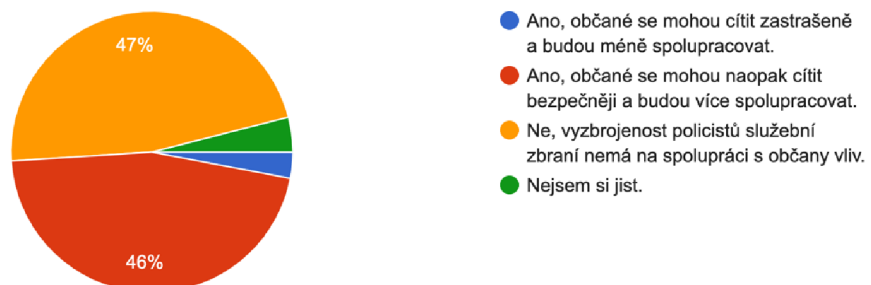 47%
46%
Ano, občané se mohou cítit zastrašeně
a budou méně spolupracovat.
Ano, občané se mohou naopak cítit
bezpečněji a budou více spolupracovat.
Ne, vyzbrojenost policistů služební
zbraní nemá na spolupráci s občany vliv.
Nejsem si jist.